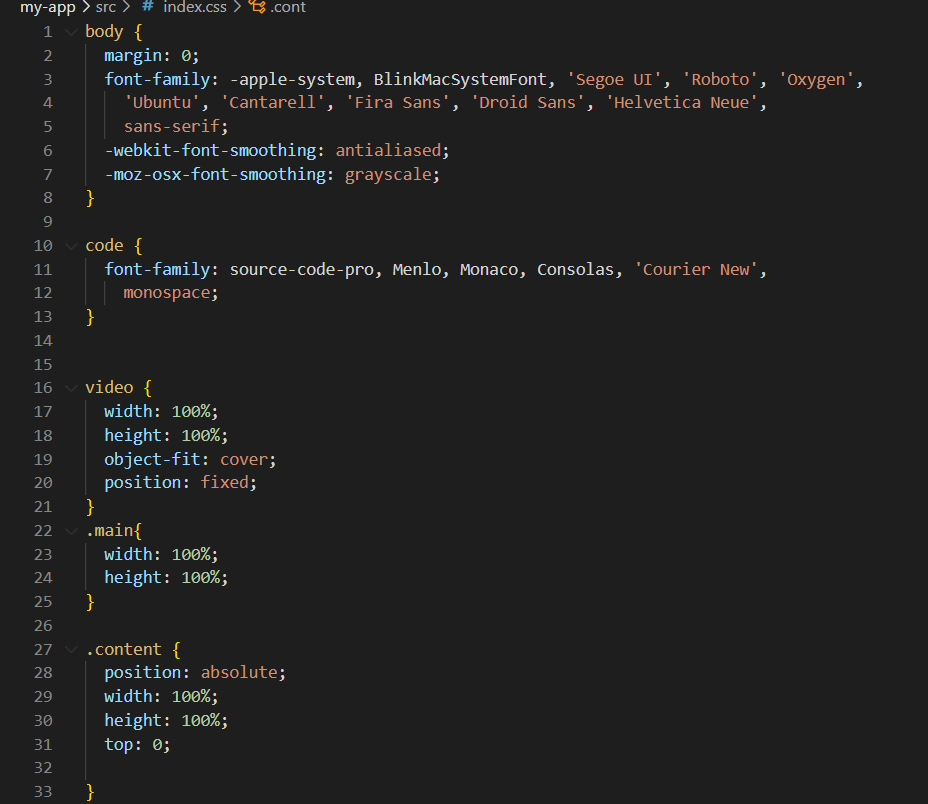 my-app > src > # index.css > .cont
1 body {
2 margin: 0;
3 font-family: -apple-system, BlinkMacSystemFont, 'Segoe UI', 'Roboto', 'Oxygen',
4 'Ubuntu', 'Cantarell', 'Fira Sans', 'Droid Sans', 'Helvetica Neue',
5 sans-serif;
6 -webkit-font-smoothing: antialiased;
7 -moz-osx-font-smoothing: grayscale;
8 }
9
10 code {
11 font-family: source-code-pro, Menlo, Monaco, Consolas, 'Courier New',
12 monospace;
13 }
14
15
16 video {
17 width: 100%;
18 height: 100%;
19 object-fit: cover;
20 position: fixed;
21 }
22 .main{
23 width: 100%;
24 height: 100%;
25 }
26
27 .content {
28 position: absolute;
29 width: 100%;
30 height: 100%;
31 top: 0;
32
33 }